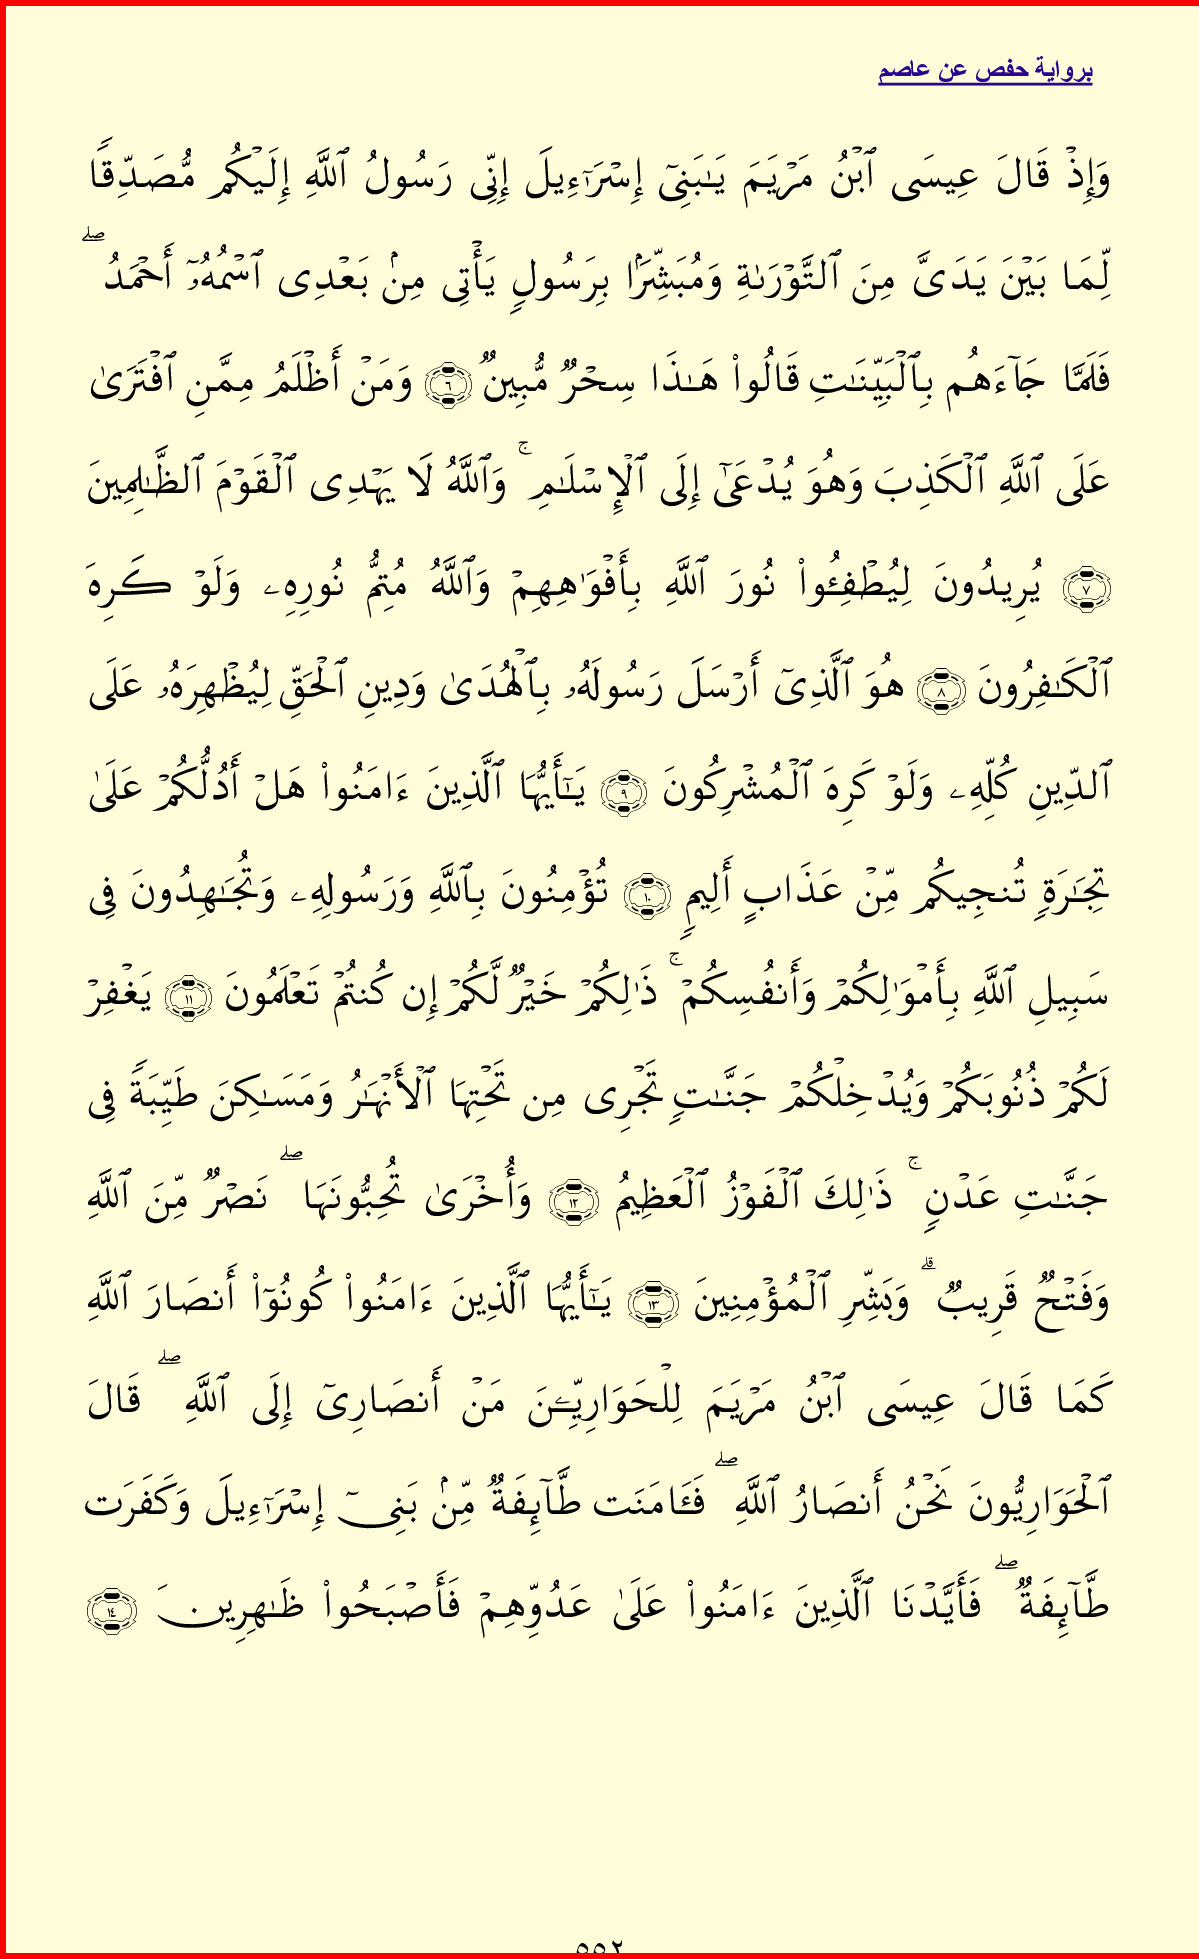 برواية حفص عن عاصم
وَإِذۡ قَالَ عِيسَى ٱبۡنُ مَرۡيَمَ يَٰبَنِيٓ إِسۡرَٰٓءِيلَ إِنِّي رَسُولُ ٱللَّهِ إِلَيۡكُم مُّصَدِّقٗا
لِّمَا بَيۡنَ يَدَيَّ مِنَ ٱلتَّوۡرَىٰةِ وَمُبَشِّرَۢا بِرَسُولٖ يَأۡتِي مِنۢ بَعۡدِي ٱسۡمُهُۥٓ أَحۡمَدُۖ
فَلَمَّا جَآءَهُم بِٱلۡبَيِّنَٰتِ قَالُواْ هَٰذَا سِحۡرٞ مُّبِينٞ ٦ وَمَنۡ أَظۡلَمُ مِمَّنِ ٱفۡتَرَىٰ
عَلَى ٱللَّهِ ٱلۡكَذِبَ وَهُوَ يُدۡعَىٰٓ إِلَى ٱلۡإِسۡلَٰمِۚ وَٱللَّهُ لَا يَهۡدِي ٱلۡقَوۡمَ ٱلظَّٰلِمِينَ
٧ يُرِيدُونَ لِيُطۡفِـُٔواْ نُورَ ٱللَّهِ بِأَفۡوَٰهِهِمۡ وَٱللَّهُ مُتِمُّ نُورِهِۦ وَلَوۡ كَرِهَ
ٱلۡكَٰفِرُونَ ٨ هُوَ ٱلَّذِيٓ أَرۡسَلَ رَسُولَهُۥ بِٱلۡهُدَىٰ وَدِينِ ٱلۡحَقِّ لِيُظۡهِرَهُۥ عَلَى
ٱلدِّينِ كُلِّهِۦ وَلَوۡ كَرِهَ ٱلۡمُشۡرِكُونَ ٩ يَٰٓأَيُّهَا ٱلَّذِينَ ءَامَنُواْ هَلۡ أَدُلُّكُمۡ عَلَىٰ
تِجَٰرَةٖ تُنجِيكُم مِّنۡ عَذَابٍ أَلِيمٖ ١٠ تُؤۡمِنُونَ بِٱللَّهِ وَرَسُولِهِۦ وَتُجَٰهِدُونَ فِي
سَبِيلِ ٱللَّهِ بِأَمۡوَٰلِكُمۡ وَأَنفُسِكُمۡۚ ذَٰلِكُمۡ خَيۡرٞ لَّكُمۡ إِن كُنتُمۡ تَعۡلَمُونَ ١١ يَغۡفِرۡ
لَكُمۡ ذُنُوبَكُمۡ وَيُدۡخِلۡكُمۡ جَنَّٰتٖ تَجۡرِي مِن تَحۡتِهَا ٱلۡأَنۡهَٰرُ وَمَسَٰكِنَ طَيِّبَةٗ فِي
جَنَّٰتِ عَدۡنٖۚ ذَٰلِكَ ٱلۡفَوۡزُ ٱلۡعَظِيمُ ١٢ وَأُخۡرَىٰ تُحِبُّونَهَاۖ نَصۡرٞ مِّنَ ٱللَّهِ
وَفَتۡحٞ قَرِيبٞۗ وَبَشِّرِ ٱلۡمُؤۡمِنِينَ ١٣ يَٰٓأَيُّهَا ٱلَّذِينَ ءَامَنُواْ كُونُوٓاْ أَنصَارَ ٱللَّهِ
كَمَا قَالَ عِيسَى ٱبۡنُ مَرۡيَمَ لِلۡحَوَارِيِّـۧنَ مَنۡ أَنصَارِيٓ إِلَى ٱللَّهِۖ قَالَ
ٱلۡحَوَارِيُّونَ نَحۡنُ أَنصَارُ ٱللَّهِۖ فَـَٔامَنَت طَّآئِفَةٞ مِّنۢ بَنِيٓ إِسۡرَٰٓءِيلَ وَكَفَرَت
طَّآئِفَةٞۖ فَأَيَّدۡنَا ٱلَّذِينَ ءَامَنُواْ عَلَىٰ عَدُوِّهِمۡ فَأَصۡبَحُواْ ظَٰهِرِينَ ١٤
٥٥٢